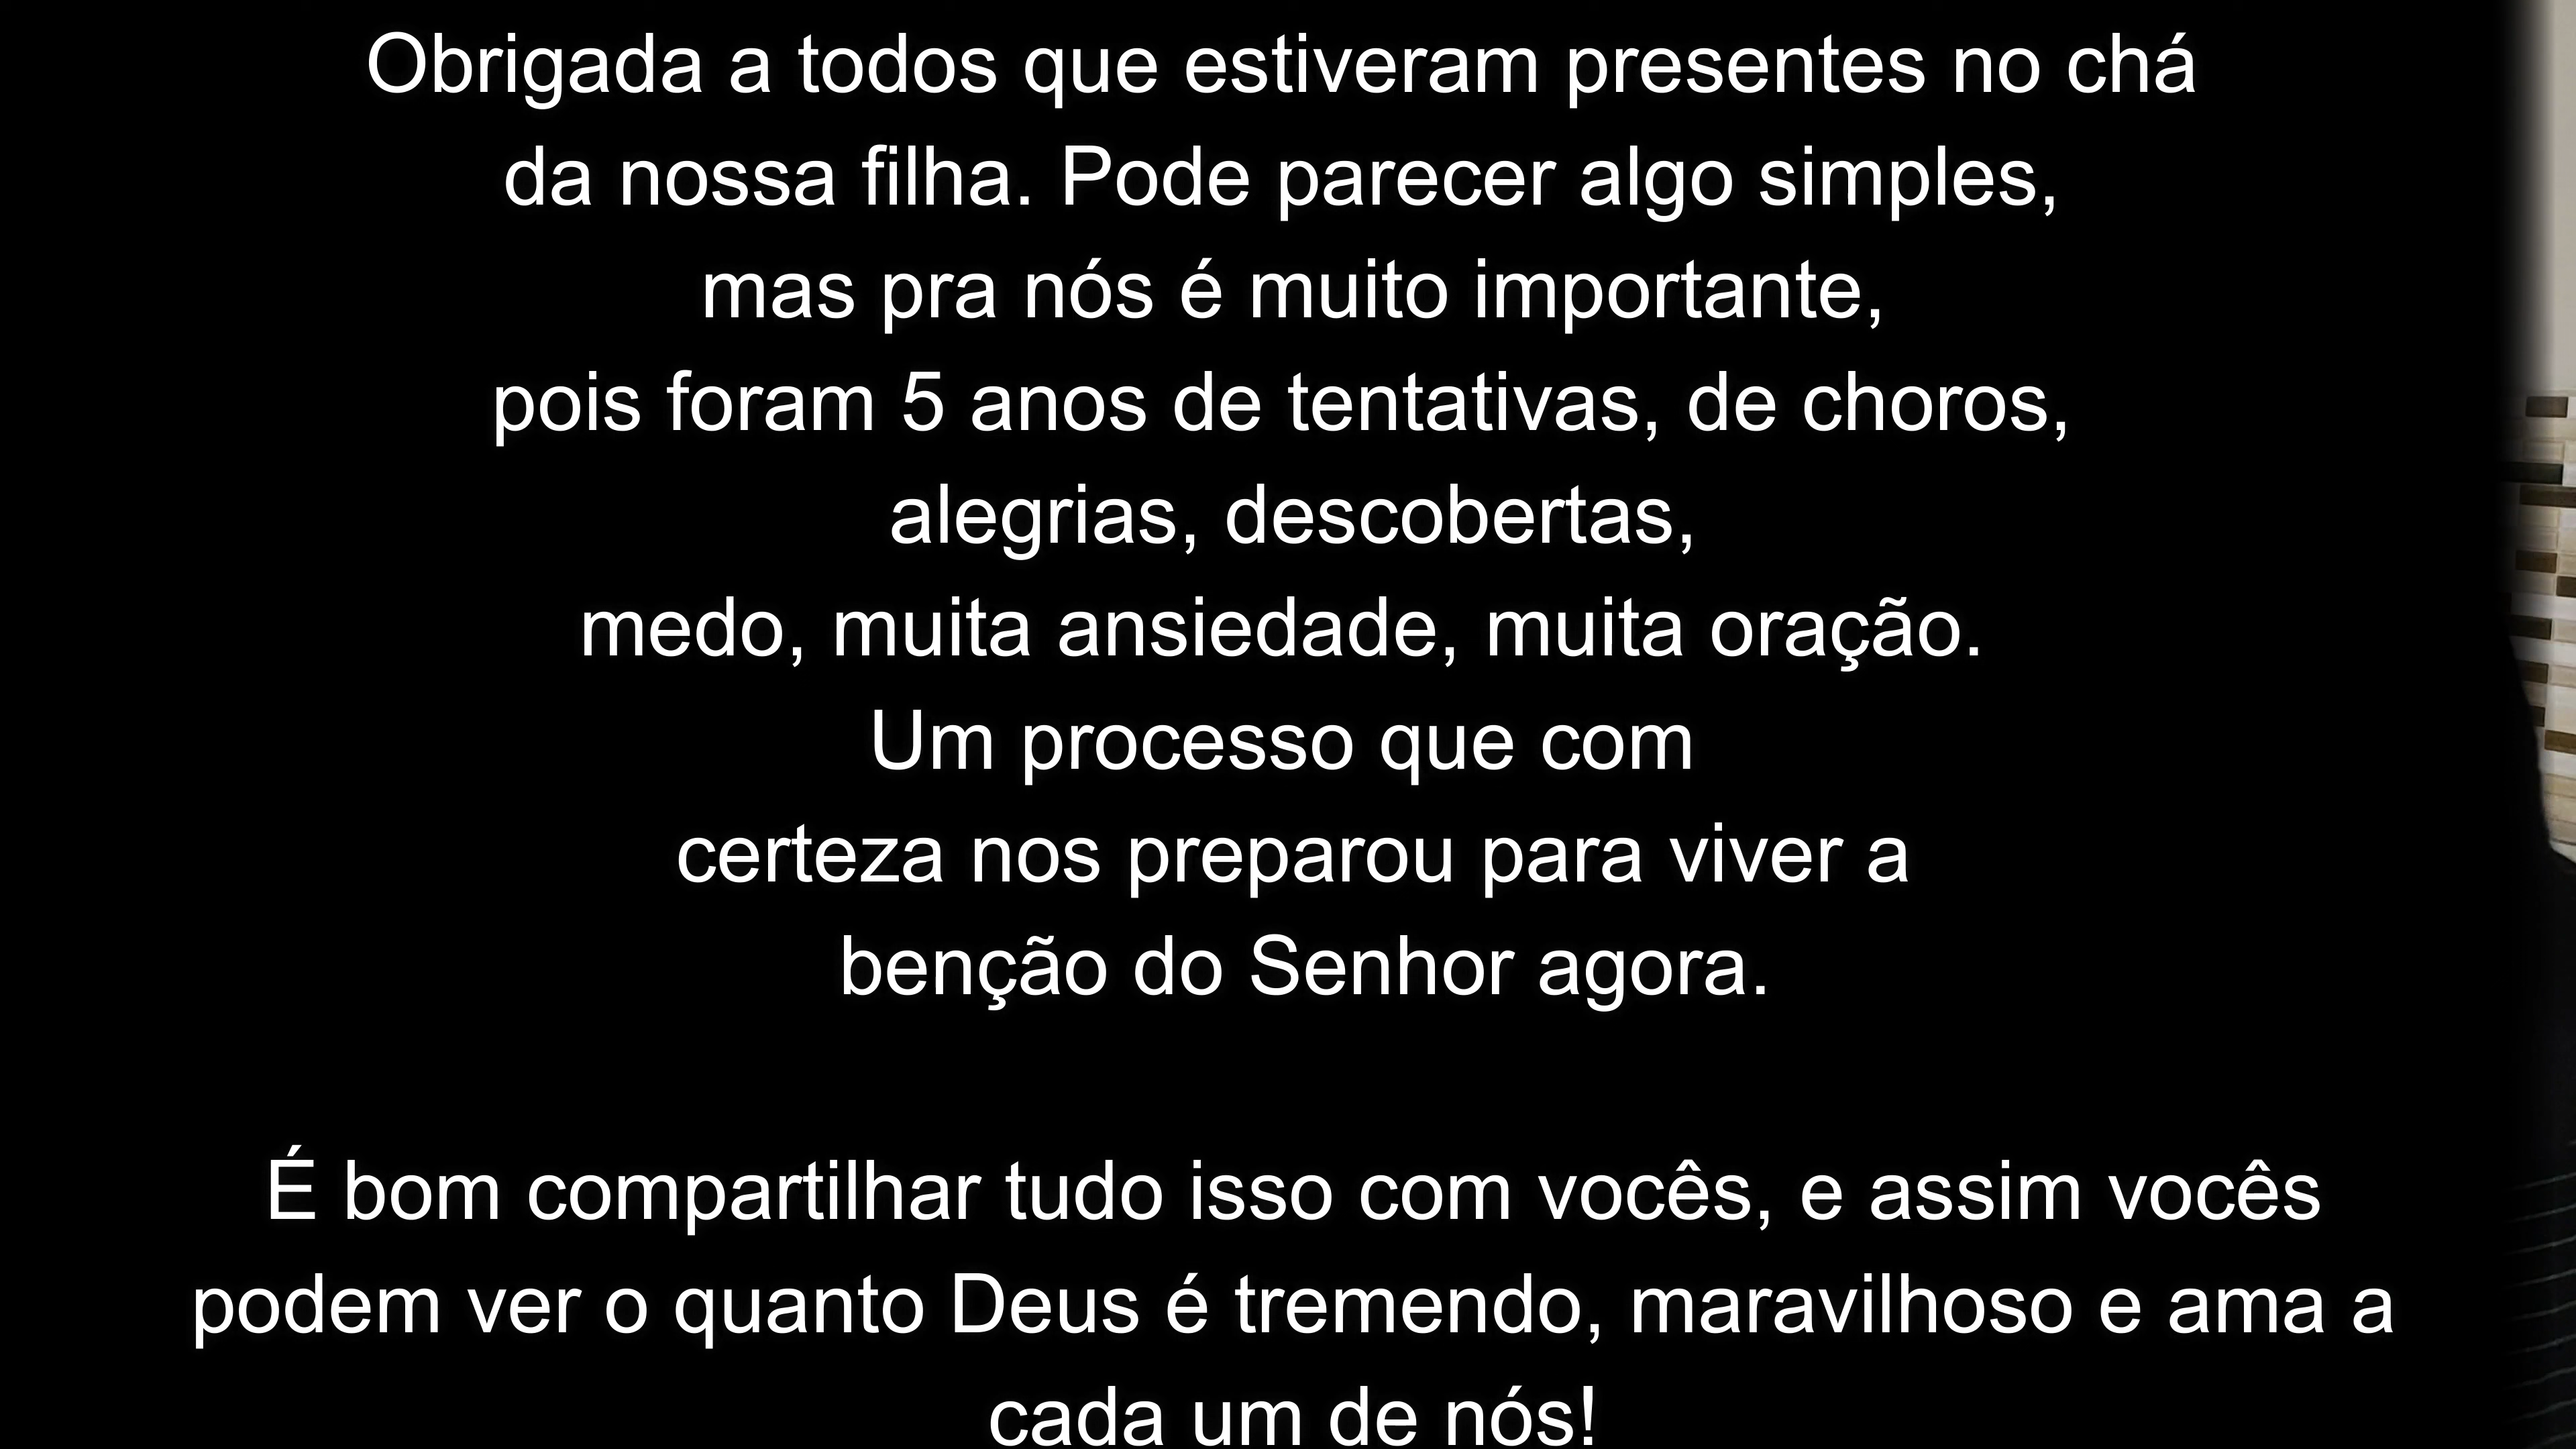 Obrigada a todos que estiveram presentes no chá
da nossa filha. Pode parecer algo simples,
mas pra nós é muito importante,
pois foram 5 anos de tentativas, de choros,
alegrias, descobertas,
medo, muita ansiedade, muita oração.
Um processo que com
certeza nos preparou para viver a
benção do Senhor agora.
É bom compartilhar tudo isso com vocês, e assim vocês
podem ver o quanto Deus é tremendo, maravilhoso e ama a
cada um de nós!